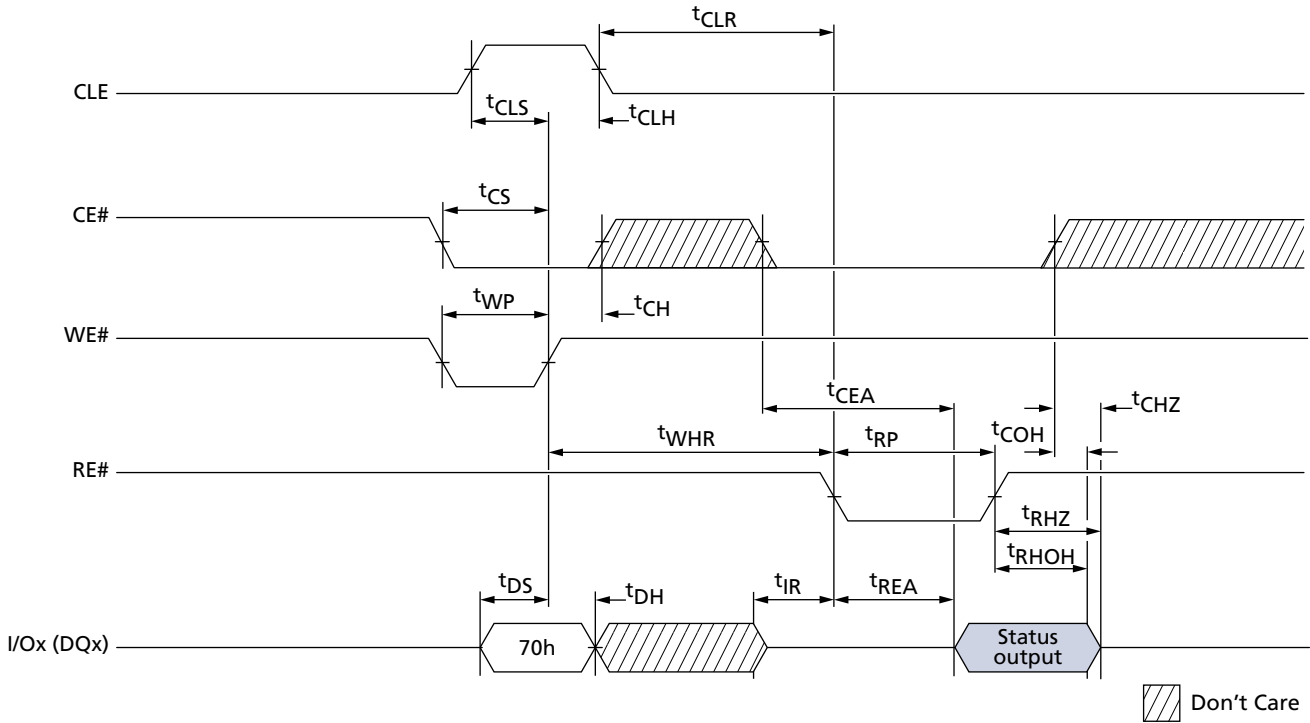 tCLR
CLE
tCLS
tCLH
tCS
CE#
tWP
tCH
WE#
tCEA
tCHZ
tWHR
tRP
tCOH
RE#
tRHZ
tRHOH
tDS
tDH
tIR
tREA
I/Ox (DQx)
70h
Status
output
Don't Care